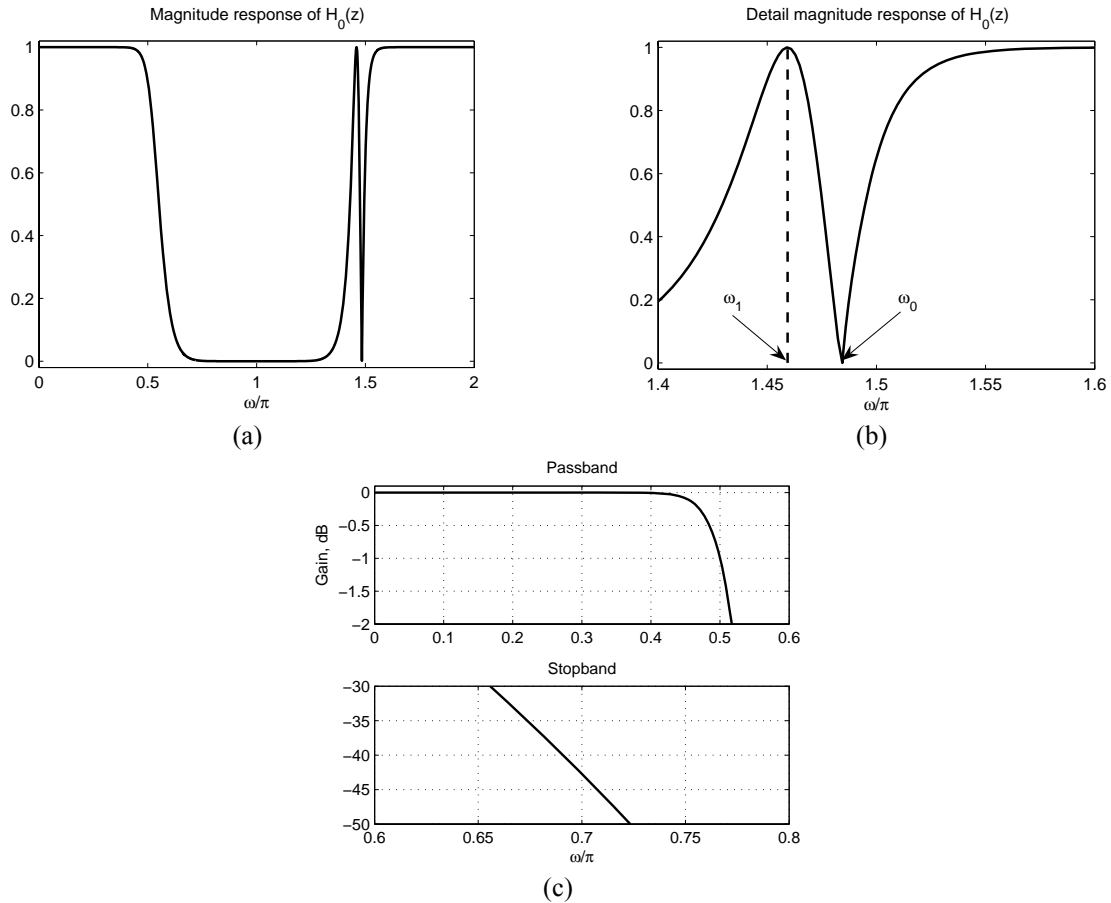 Magnitude response of H_0(z)
1
0.8
0.6
0.4
0.2
0
0 0.5 1 1.5 2
ω/π
(a)
Detail magnitude response of H_0(z)
1
0.8
0.6
0.4
0.2
0
ω_1
ω_0
1.4 1.45 1.5 1.55 1.6
ω/π
(b)
Passband
Gain, dB
0
−0.5
−1
−1.5
−2
0 0.1 0.2 0.3 0.4 0.5 0.6
Stopband
−30
−35
−40
−45
−50
0.6 0.65 0.7 0.75 0.8
ω/π
(c)